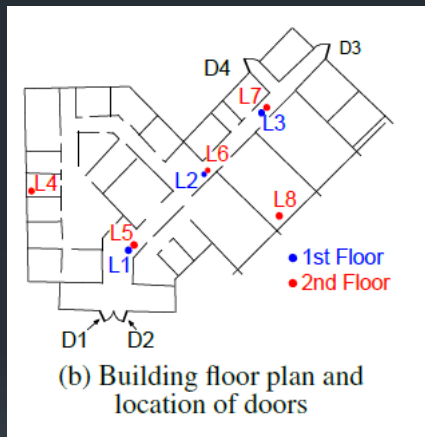 D3
D4
L7
L3
L6
L2
L4
L8
L5
L1
1st Floor
2nd Floor
D1 D2
(b) Building floor plan and
location of doors